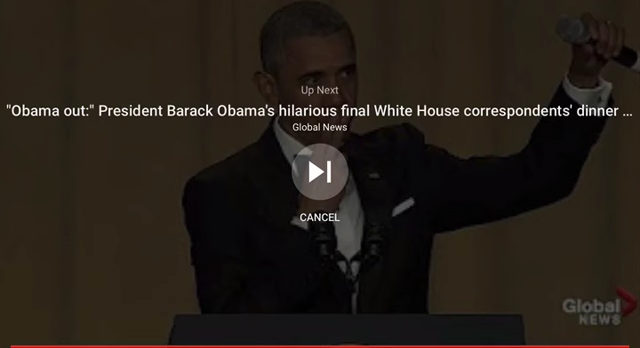 Up Next
"Obama out:" President Barack Obama's hilarious final White House correspondents' dinner ...
Global News
CANCEL
Global
NEWS